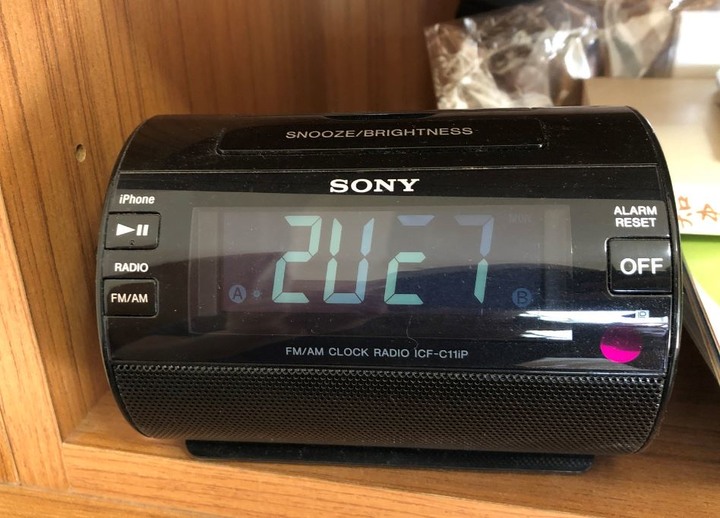 SNOOZE/BRIGHTNESS
SONY
iPhone
ALARM
RESET
OFF
RADIO
FM/AM
A
B
FM/AM CLOCK RADIO ICF-C11iP